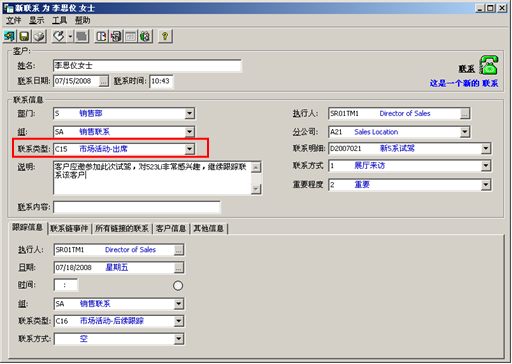 新联系 为 李思仪 女士
文件 显示 工具 帮助
客户:
姓名: 李思仪女士
联系日期: 07/15/2008 联系时间: 10:43
联系
这是一个新的 联系
联系信息
部门: S 销售部
执行人: SR01TM1 Director of Sales
组: SA 销售联系
分公司: A21 Sales Location
联系类型: C15 市场活动-出席
联系明细: D2007021 新5系试驾
说明: 客户应邀参加此次试驾，对523Li非常感兴趣，继续跟踪联系该客户
联系方式 1 展厅来访
重要程度 2 重要
联系内容:
跟踪信息 联系链事件 所有链接的联系 客户信息 其他信息
执行人: SR01TM1 Director of Sales
日期: 07/18/2008 星期五
时间: :
组: SA 销售联系
联系类型: C16 市场活动-后续跟踪
联系方式: 空